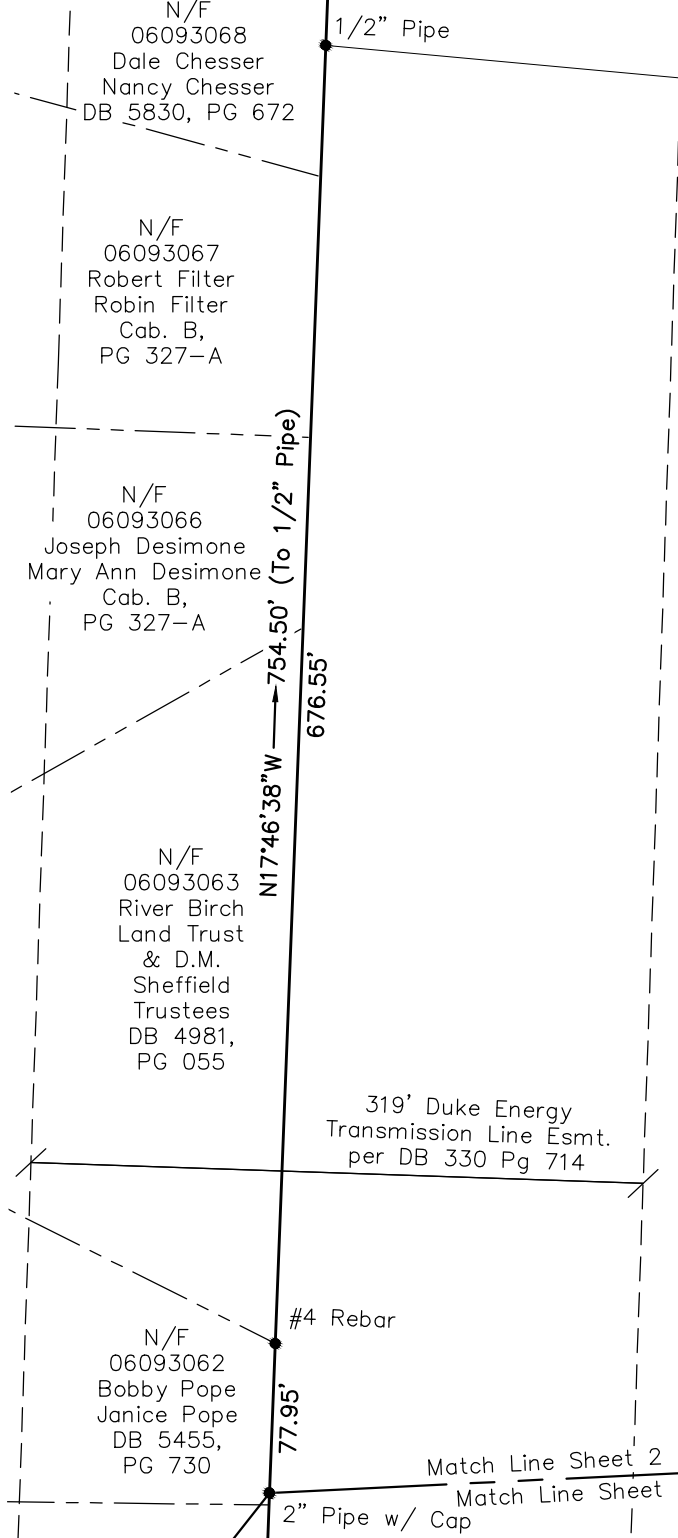 N/F
06093068
Dale Chesser
Nancy Chesser
DB 5830, PG 672
1/2" Pipe
N/F
06093067
Robert Filter
Robin Filter
Cab. B,
PG 327-A
N/F
06093066
Joseph Desimone
Mary Ann Desimone
Cab. B,
PG 327-A
N17°46'38"W 754.50' (To 1/2" Pipe)
676.55'
N/F
06093063
River Birch
Land Trust
& D.M.
Sheffield
Trustees
DB 4981,
PG 055
319' Duke Energy
Transmission Line Esmt.
per DB 330 Pg 714
#4 Rebar
N/F
06093062
Bobby Pope
Janice Pope
DB 5455,
PG 730
77.95'
Match Line Sheet 2
Match Line Sheet
2" Pipe w/ Cap